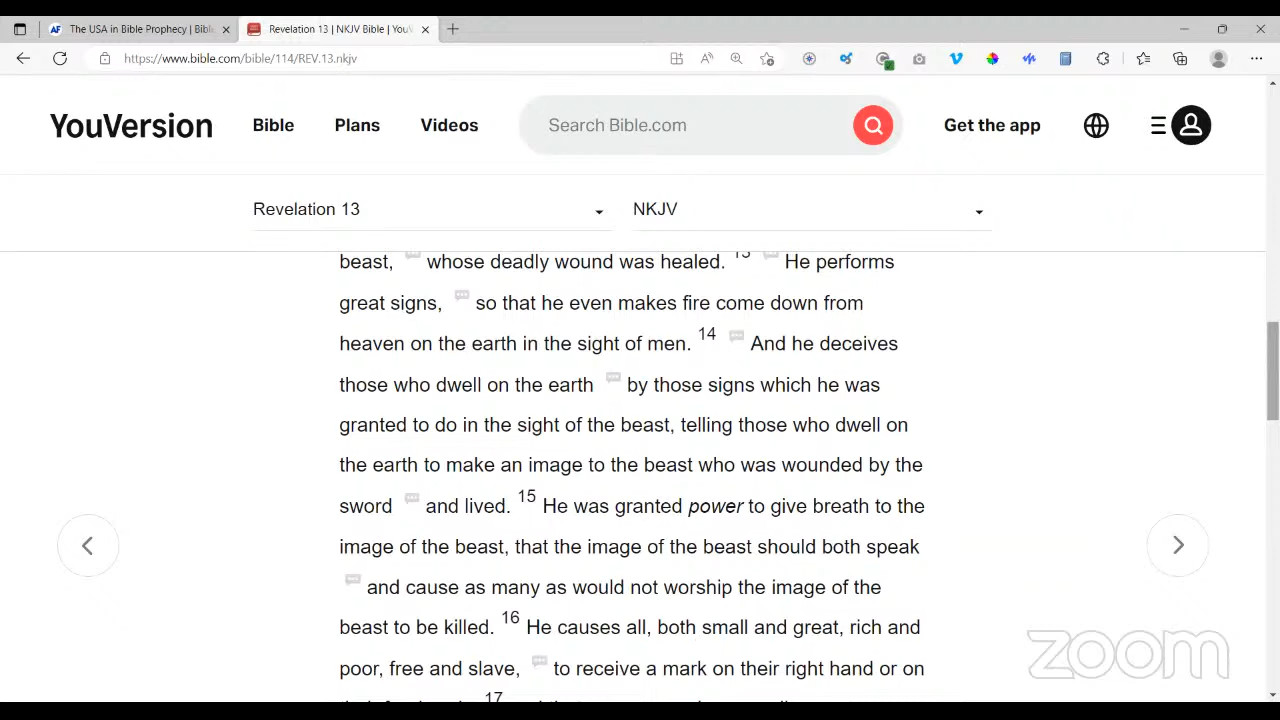 The USA in Bible Prophecy | Bibl
Revelation 13 | NKJV Bible | YouV
https://www.bible.com/bible/114/REV.13.nkjv
YouVersion
Bible
Plans
Videos
Search Bible.com
Get the app
Revelation 13
NKJV
beast, whose deadly wound was healed. 13 He performs
great signs, so that he even makes fire come down from
heaven on the earth in the sight of men. 14 And he deceives
those who dwell on the earth by those signs which he was
granted to do in the sight of the beast, telling those who dwell on
the earth to make an image to the beast who was wounded by the
sword and lived. 15 He was granted power to give breath to the
image of the beast, that the image of the beast should both speak
and cause as many as would not worship the image of the
beast to be killed. 16 He causes all, both small and great, rich and
poor, free and slave, to receive a mark on their right hand or on
17
zoom